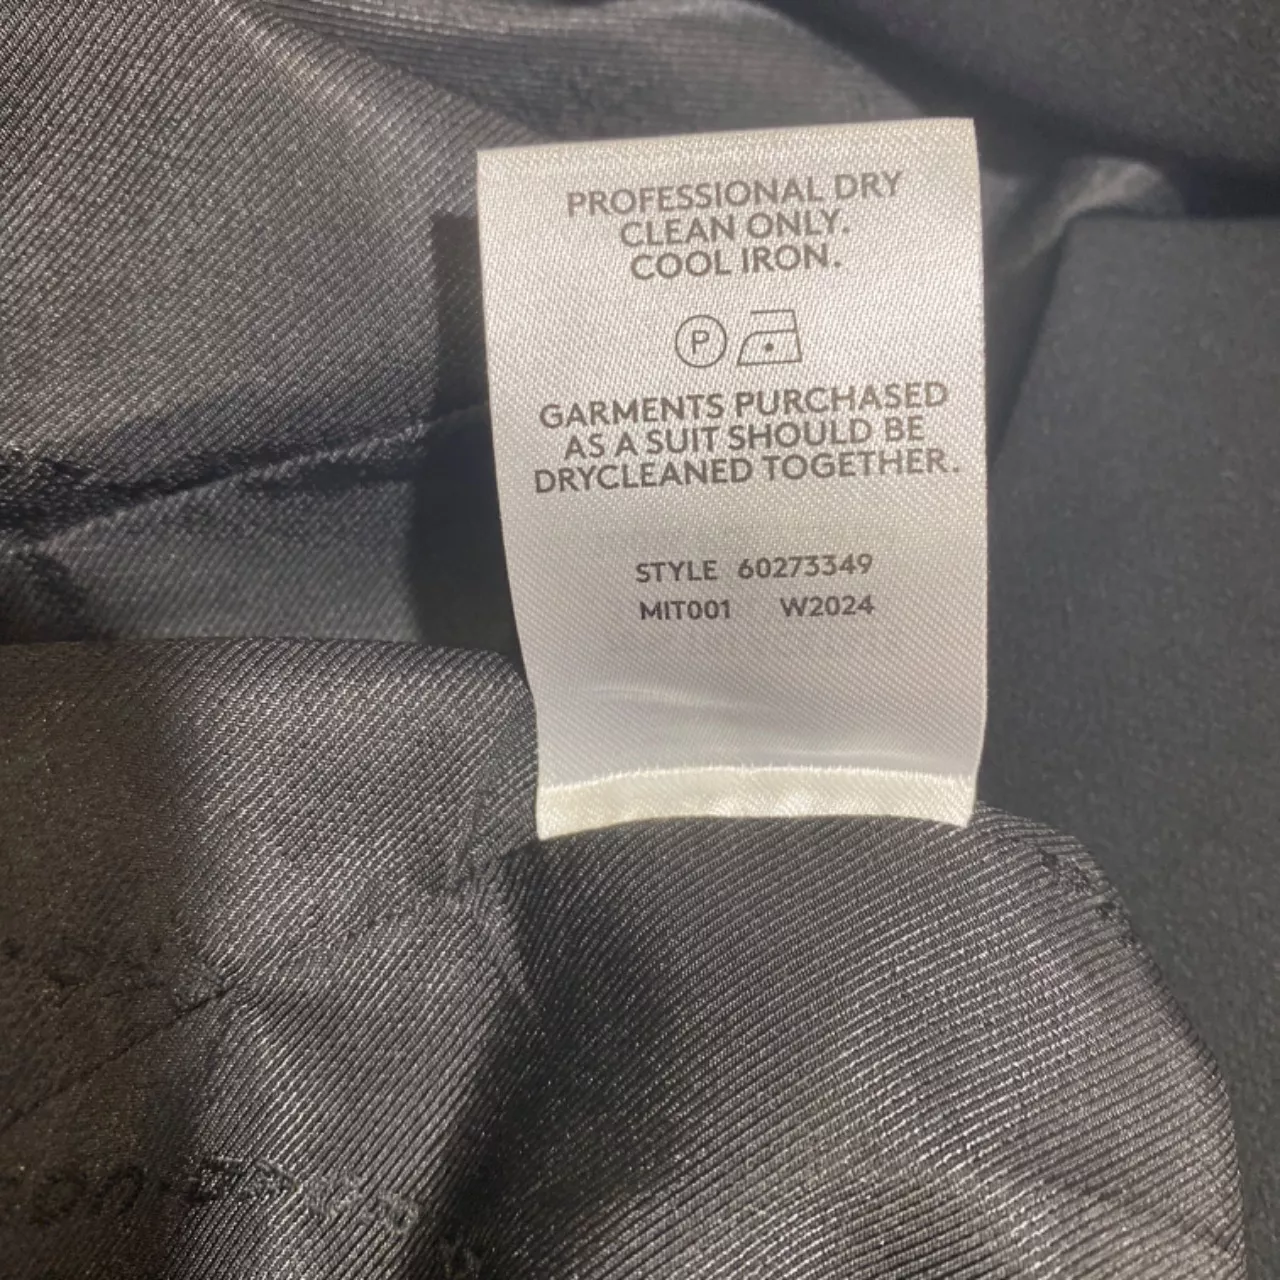 PROFESSIONAL DRY
CLEAN ONLY.
COOL IRON.
P
GARMENTS PURCHASED
AS A SUIT SHOULD BE
DRYCLEANED TOGETHER.
STYLE 60273349
MIT001 W2024